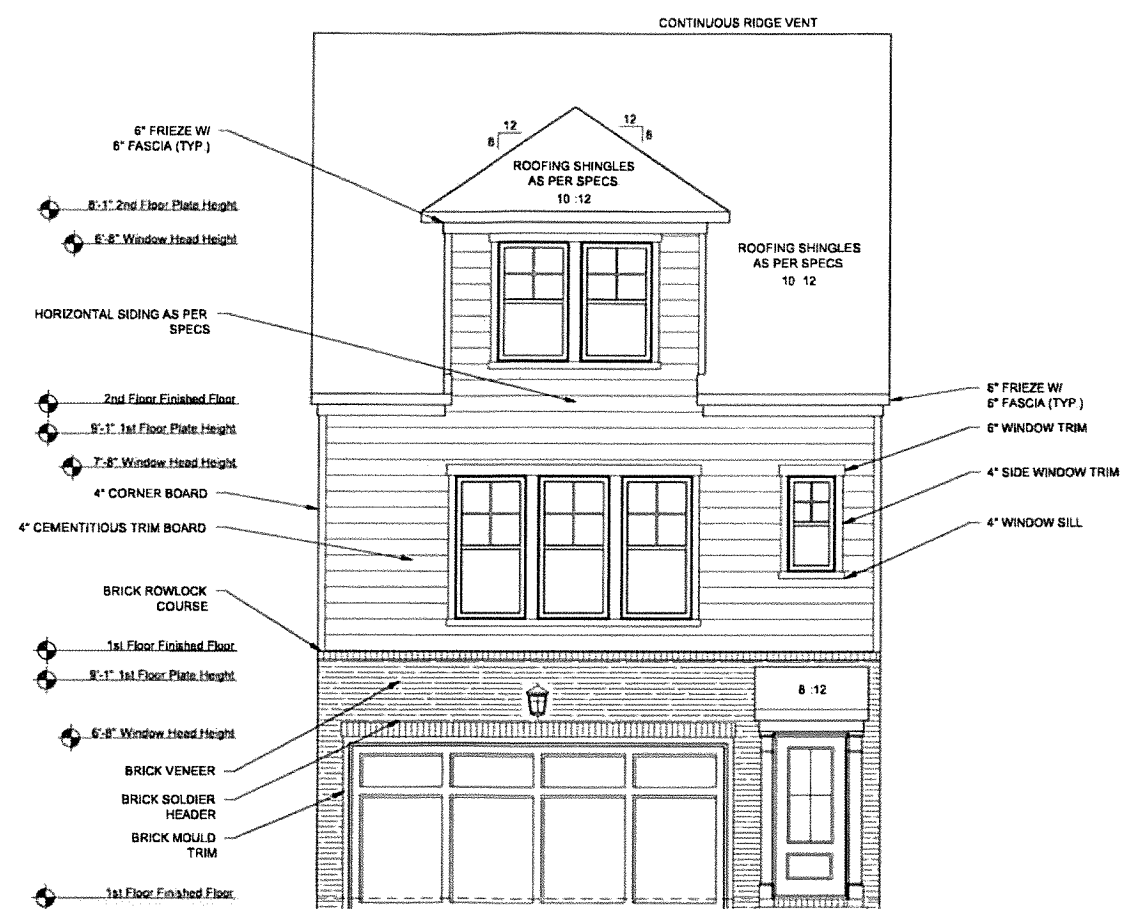 CONTINUOUS RIDGE VENT
6" FRIEZE W/
6" FASCIA (TYP.)
12
8
12
8
ROOFING SHINGLES
AS PER SPECS
10 :12
8'-1" 2nd Floor Plate Height
6'-8" Window Head Height
ROOFING SHINGLES
AS PER SPECS
10 12
HORIZONTAL SIDING AS PER
SPECS
2nd Floor Finished Floor
6" FRIEZE W/
6" FASCIA (TYP.)
9'-1" 1st Floor Plate Height
6" WINDOW TRIM
7'-8" Window Head Height
4" SIDE WINDOW TRIM
4" CORNER BOARD
4" CEMENTITIOUS TRIM BOARD
4" WINDOW SILL
BRICK ROWLOCK
COURSE
1st Floor Finished Floor
9'-1" 1st Floor Plate Height
8 :12
6'-8" Window Head Height
BRICK VENEER
BRICK SOLDIER
HEADER
BRICK MOULD
TRIM
1st Floor Finished Floor